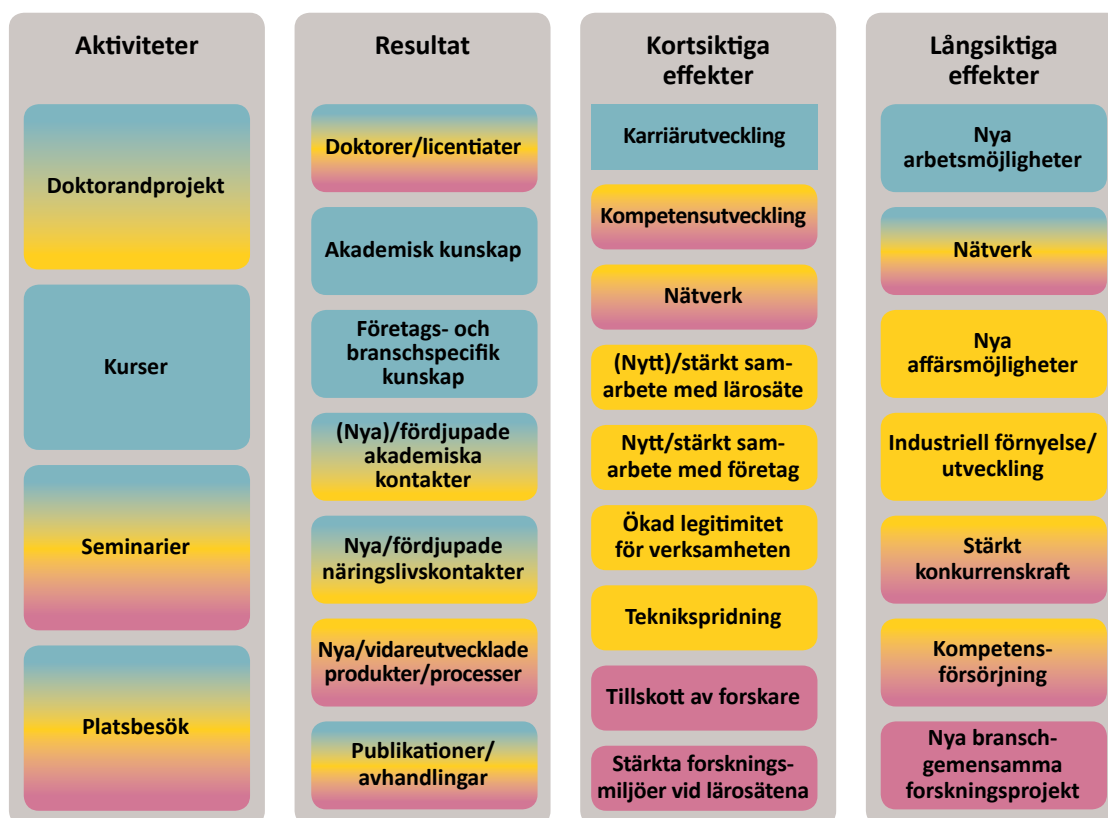 Aktiviteter
Doktorandprojekt
Kurser
Seminarier
Platsbesök
Resultat
Doktorer/licentiater
Akademisk kunskap
Företags- och
branschspecifik
kunskap
(Nya)/fördjupade
akademiska
kontakter
Nya/fördjupade
näringslivskontakter
Nya/vidareutvecklade
produkter/processer
Publikationer/
avhandlingar
Kortsiktiga
effekter
Karriärutveckling
Kompetensutveckling
Nätverk
(Nytt)/stärkt sam-
arbete med lärosäte
Nytt/stärkt sam-
arbete med företag
Ökad legitimitet
för verksamheten
Teknikspridning
Tillskott av forskare
Stärkta forsknings-
miljöer vid lärosätena
Långsiktiga
effekter
Nya
arbetsmöjligheter
Nätverk
Nya
affärsmöjligheter
Industriell förnyelse/
utveckling
Stärkt
konkurrenskraft
Kompetens-
försörjning
Nya bransch-
gemensamma
forskningsprojekt